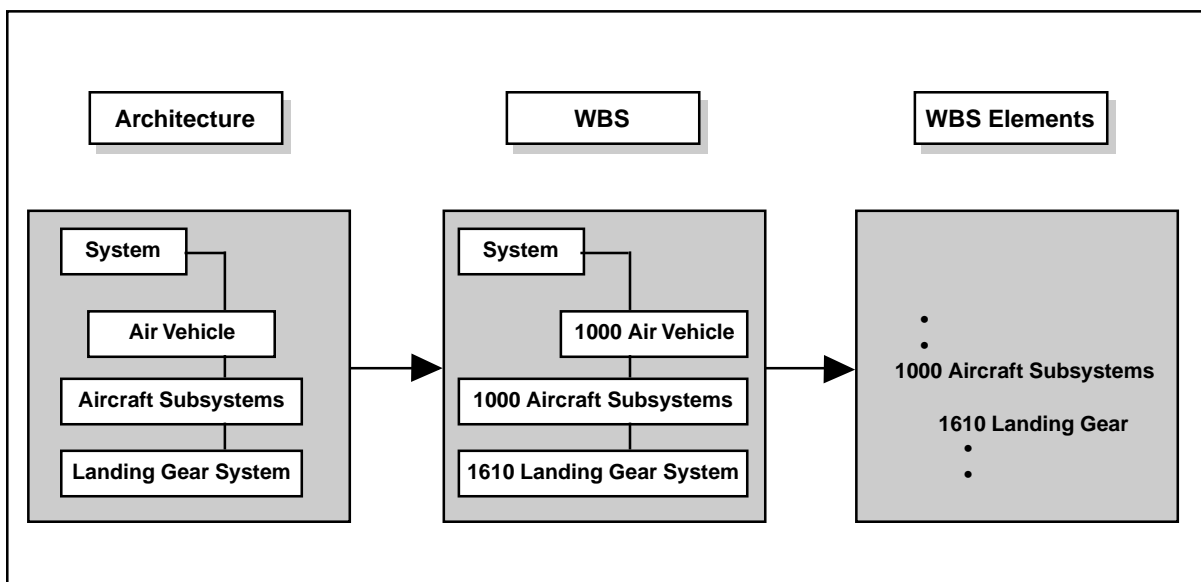 Architecture
WBS
WBS Elements
System
Air Vehicle
Aircraft Subsystems
Landing Gear System
System
1000 Air Vehicle
1000 Aircraft Subsystems
1610 Landing Gear System
•
•
1000 Aircraft Subsystems
1610 Landing Gear
•
•